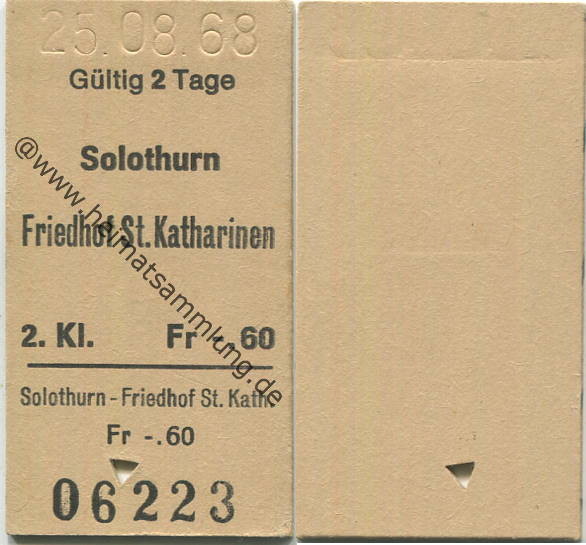 25.08.68
Gültig 2 Tage
Solothurn
Friedhof St. Katharinen
2. Kl. Fr -.60
Solothurn - Friedhof St. Kath.
Fr -.60
06223
@www.heimatsammlung.de